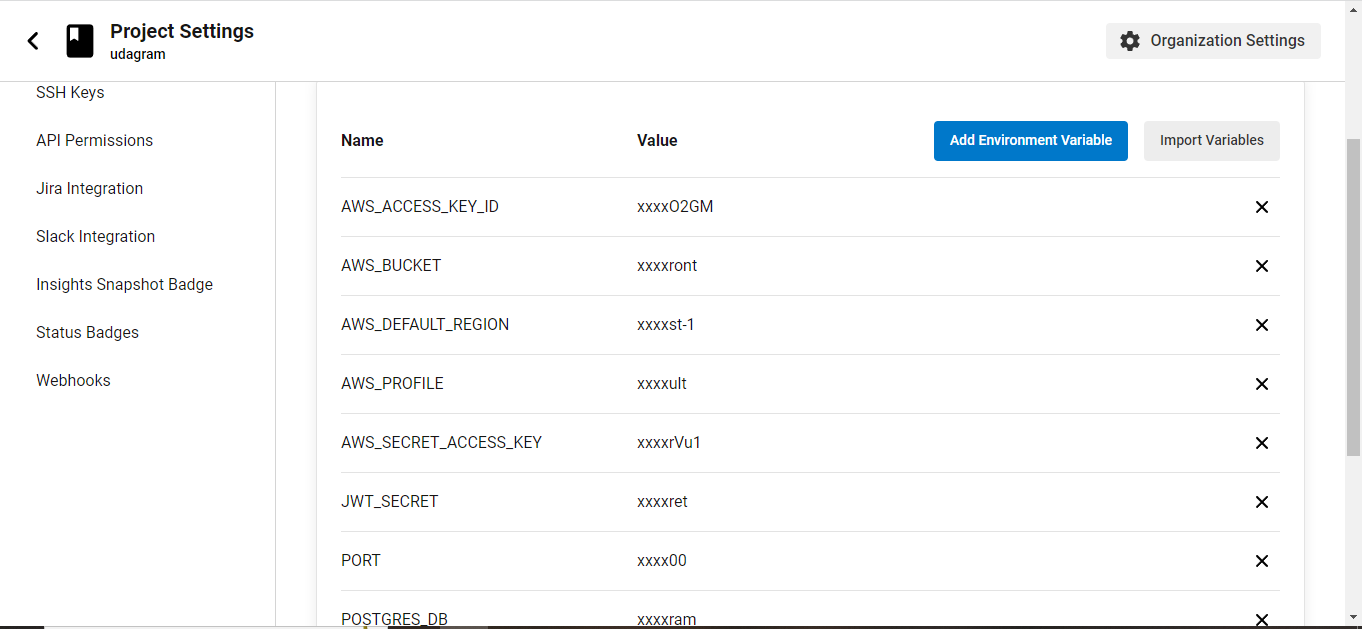 Project Settings
udagram
Organization Settings
SSH Keys
API Permissions
Jira Integration
Slack Integration
Insights Snapshot Badge
Status Badges
Webhooks
Name Value Add Environment Variable Import Variables
AWS_ACCESS_KEY_ID xxxxO2GM
AWS_BUCKET xxxxront
AWS_DEFAULT_REGION xxxxst-1
AWS_PROFILE xxxxult
AWS_SECRET_ACCESS_KEY xxxxrVu1
JWT_SECRET xxxxret
PORT xxxx00
POSTGRES_DB xxxxram